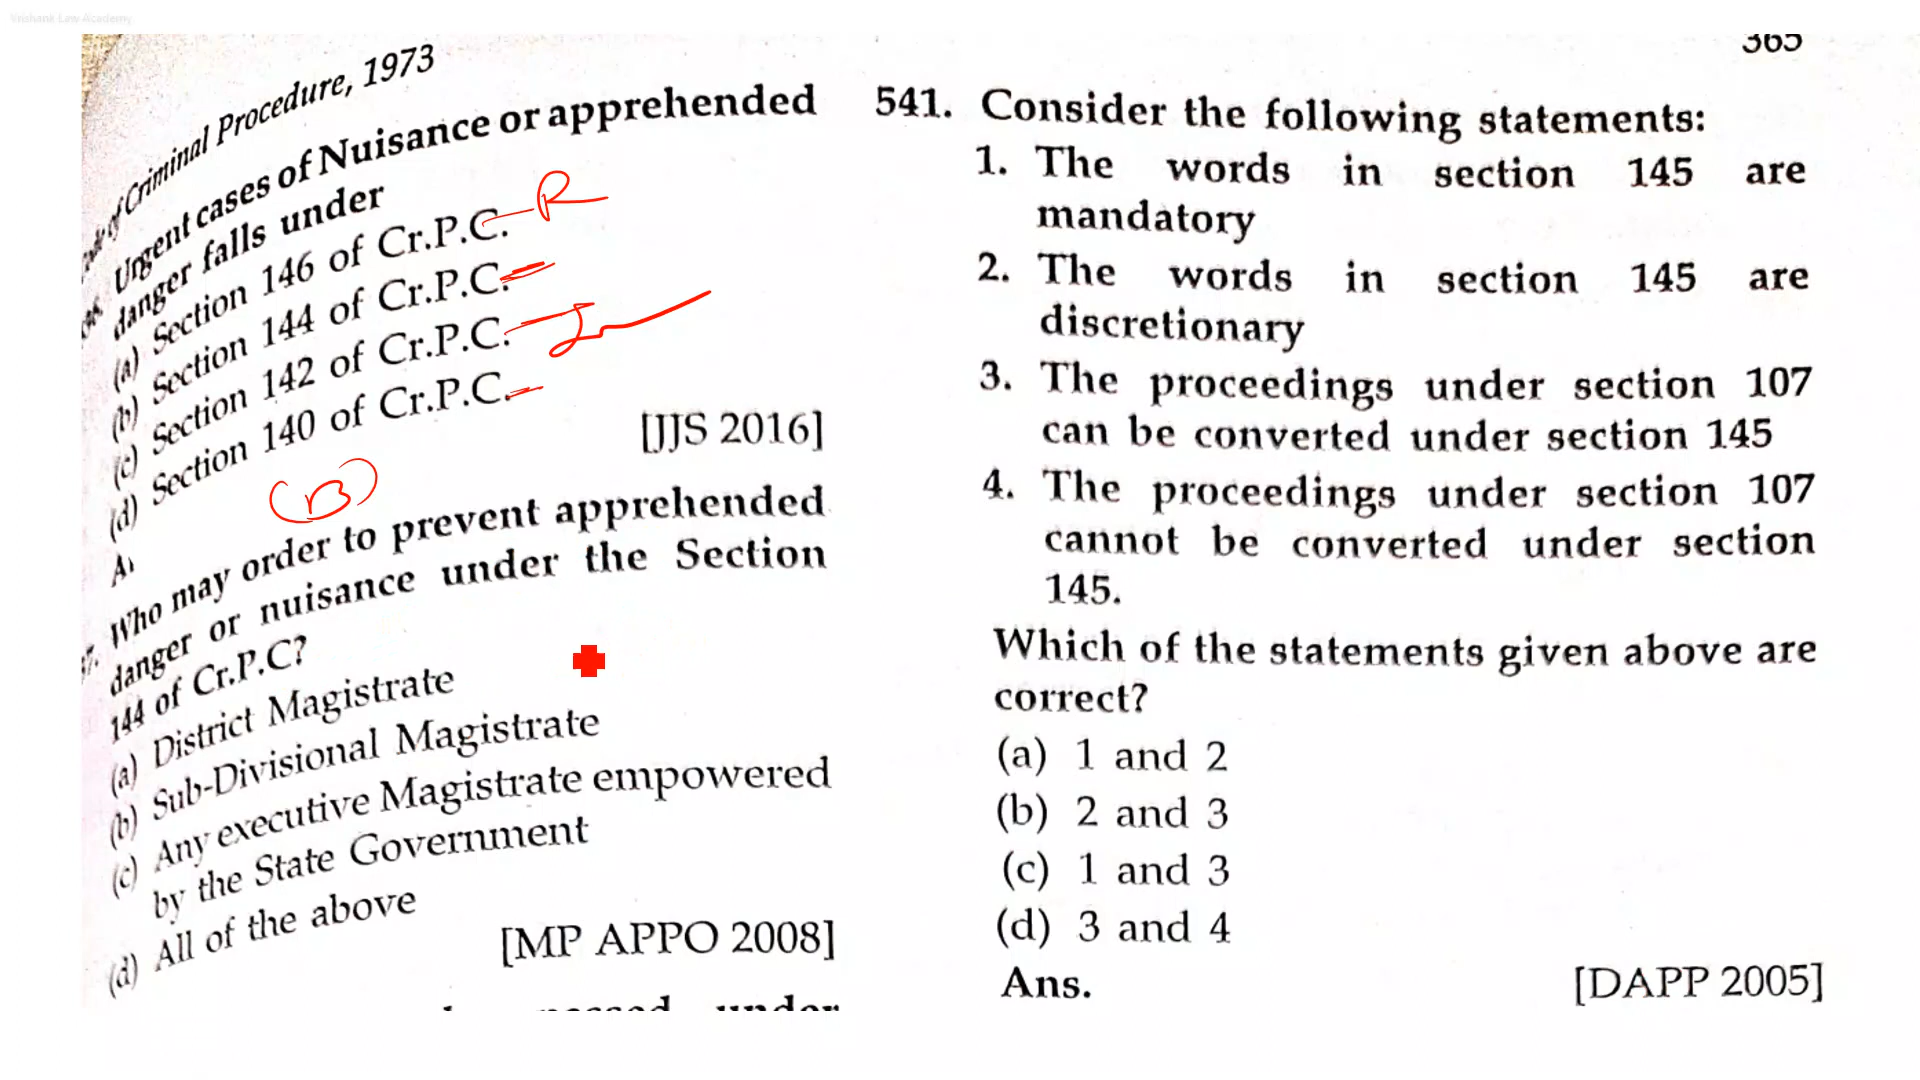 Vrishank Law Academy
of Criminal Procedure, 1973
Urgent cases of Nuisance or apprehended
danger falls under
(a) Section 146 of Cr.P.C. R
(b) Section 144 of Cr.P.C.
(c) Section 142 of Cr.P.C.
(d) Section 140 of Cr.P.C.
[JJS 2016]
(B)
Who may order to prevent apprehended
danger or nuisance under the Section
144 of Cr.P.C?
(a) District Magistrate
(b) Sub-Divisional Magistrate
(c) Any executive Magistrate empowered
by the State Government
(d) All of the above
[MP APPO 2008]
passed under
365
541. Consider the following statements:
1. The words in section 145 are
mandatory
2. The words in section 145 are
discretionary
3. The proceedings under section 107
can be converted under section 145
4. The proceedings under section 107
cannot be converted under section
145.
Which of the statements given above are
correct?
(a) 1 and 2
(b) 2 and 3
(c) 1 and 3
(d) 3 and 4
Ans.
[DAPP 2005]